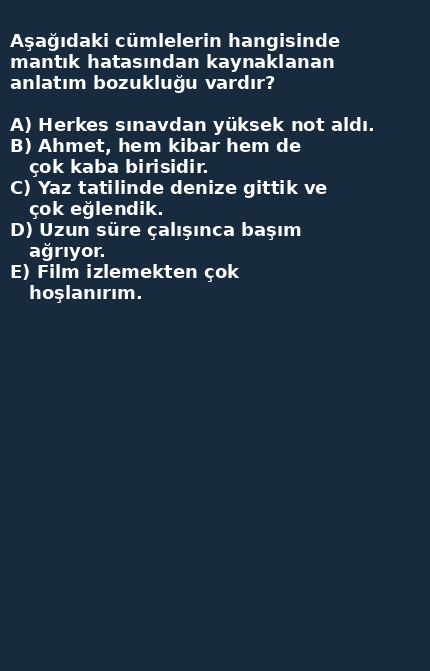 Aşağıdaki cümlelerin hangisinde
mantık hatasından kaynaklanan
anlatım bozukluğu vardır?
A) Herkes sınavdan yüksek not aldı.
B) Ahmet, hem kibar hem de
çok kaba birisidir.
C) Yaz tatilinde denize gittik ve
çok eğlendik.
D) Uzun süre çalışınca başım
ağrıyor.
E) Film izlemekten çok
hoşlanırım.